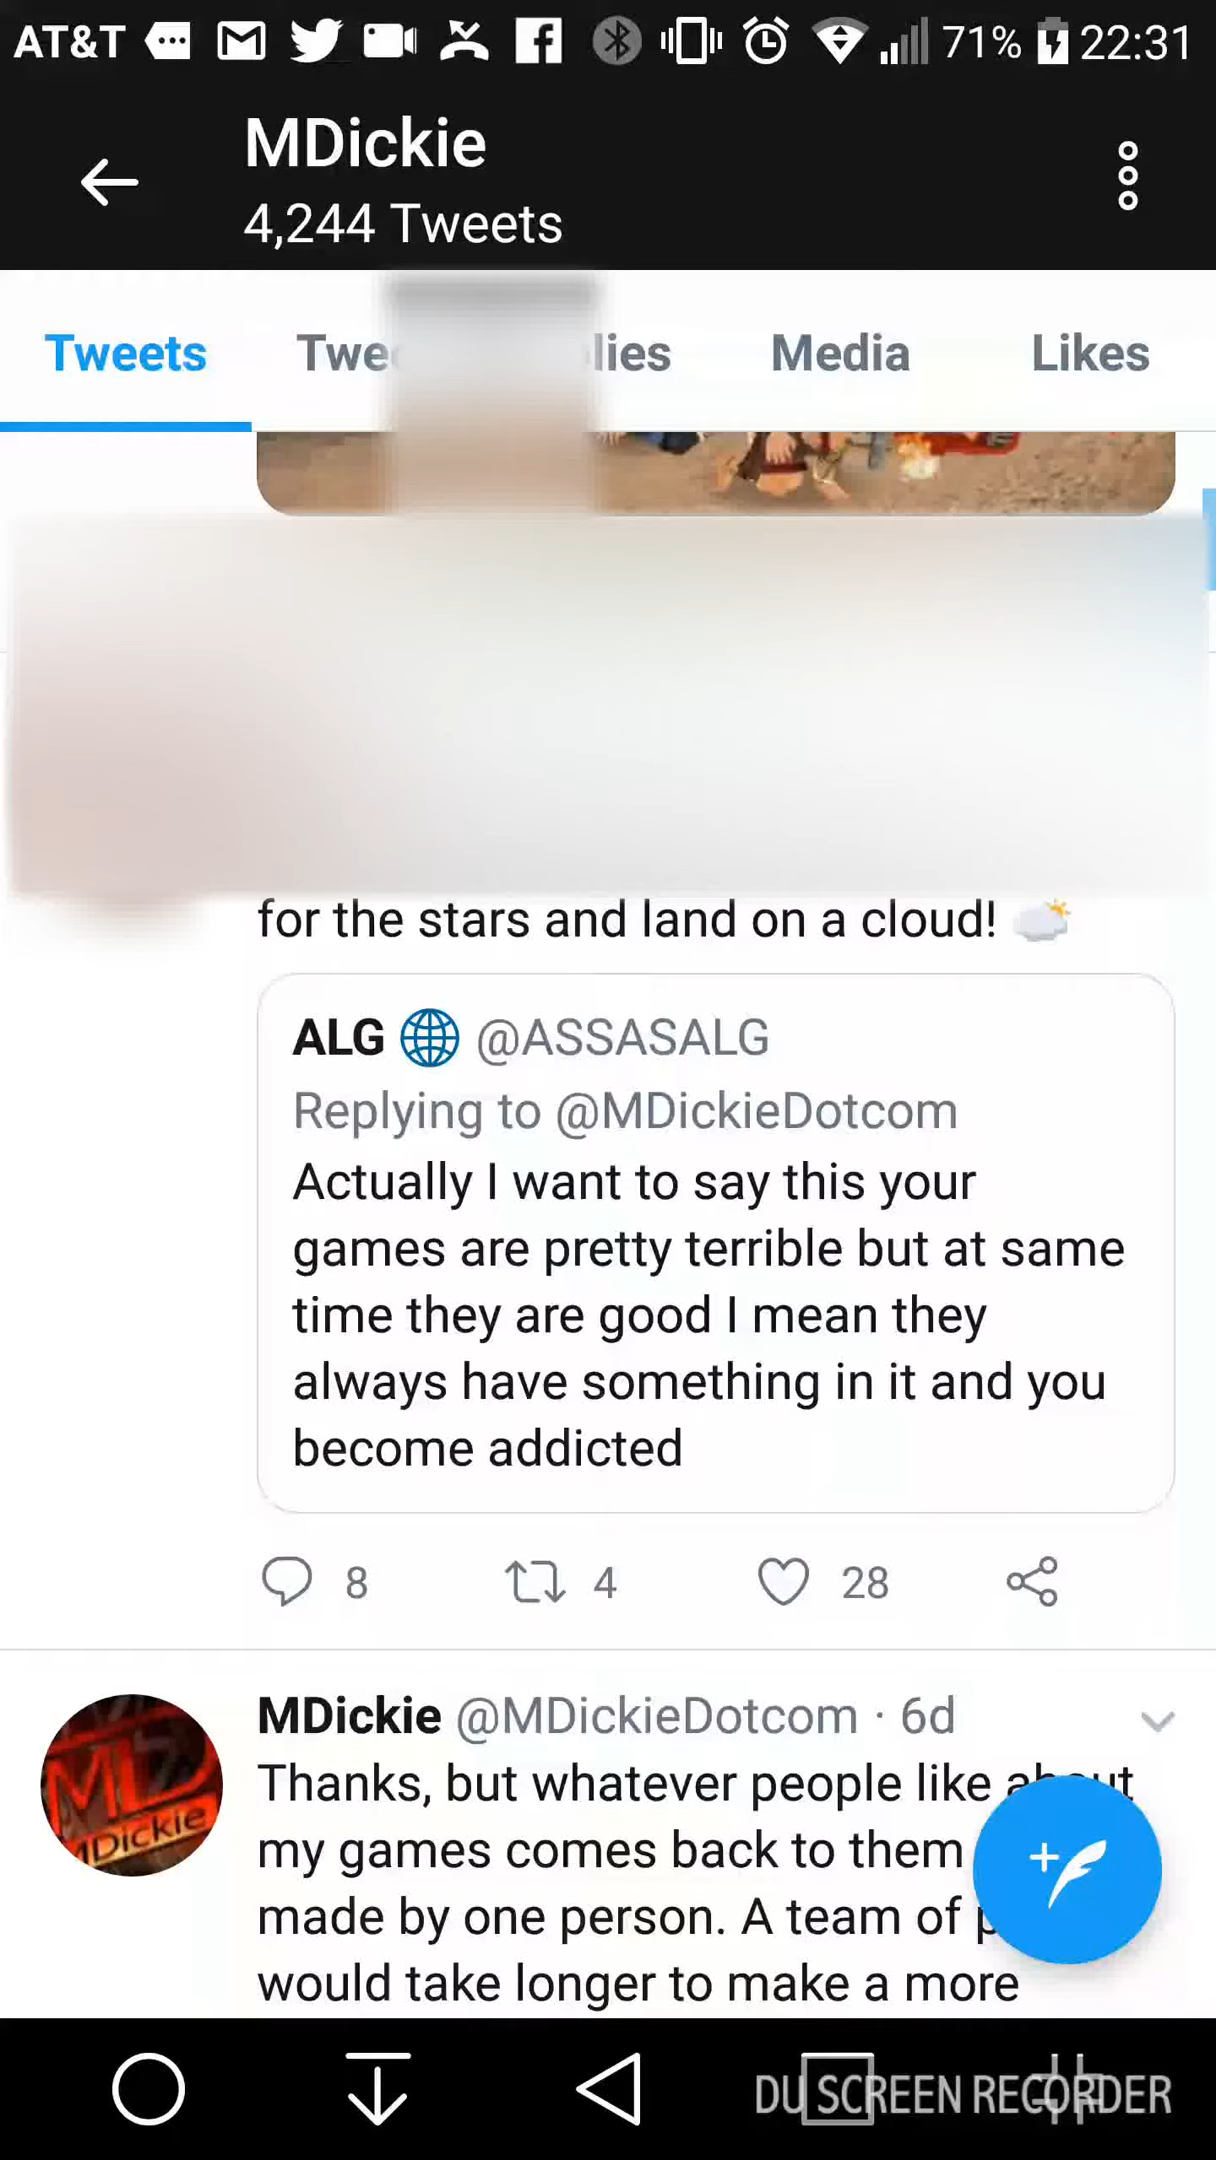 AT&T 71% 22:31
MDickie
4,244 Tweets
Tweets Media Likes
for the stars and land on a cloud!
ALG @ASSASALG
Replying to @MDickieDotcom
Actually I want to say this your
games are pretty terrible but at same
time they are good I mean they
always have something in it and you
become addicted
8 4 28
MDickie @MDickieDotcom · 6d
Thanks, but whatever people like about
my games comes back to them
made by one person. A team of
would take longer to make a more
MDickie
DU SCREEN RECORDER